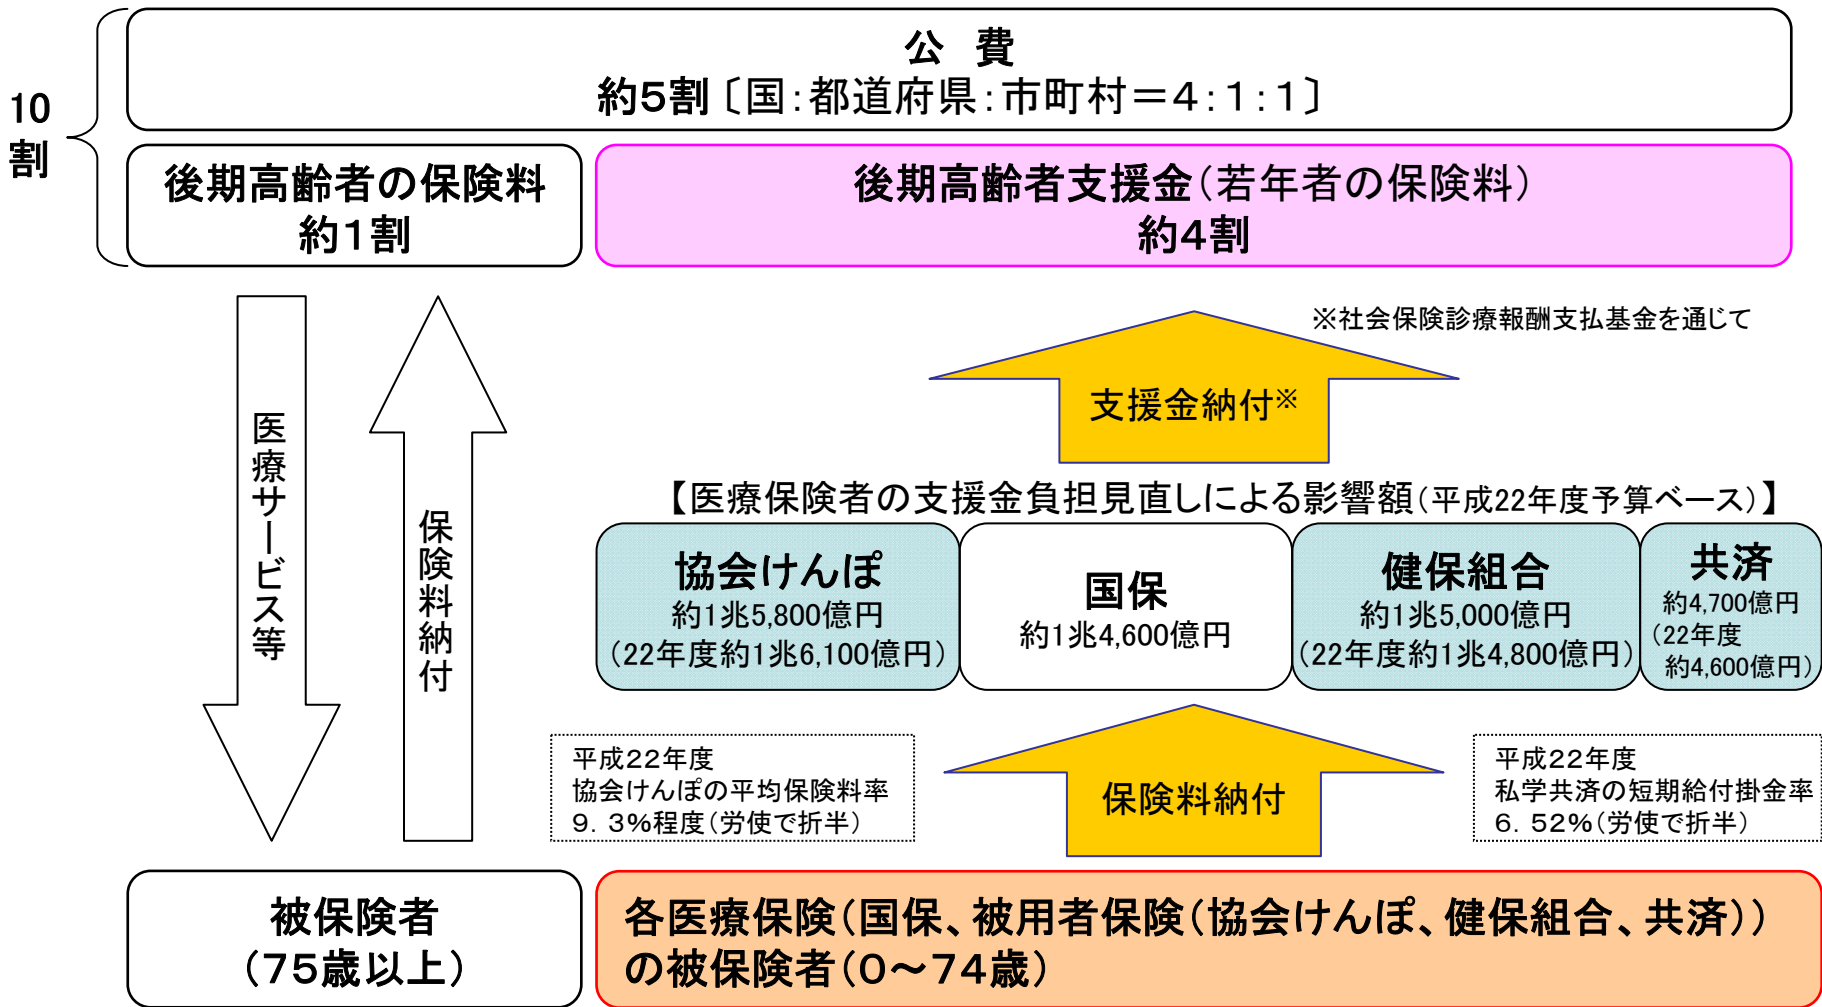 10
割
公　費
約5割〔国:都道府県:市町村＝4:1:1〕
後期高齢者の保険料
約1割
後期高齢者支援金(若年者の保険料)
約4割
医療サービス等
保険料納付
※社会保険診療報酬支払基金を通じて
支援金納付※
【医療保険者の支援金負担見直しによる影響額(平成22年度予算ベース)】
協会けんぽ
約1兆5,800億円
(22年度約1兆6,100億円)
国保
約1兆4,600億円
健保組合
約1兆5,000億円
(22年度約1兆4,800億円)
共済
約4,700億円
(22年度
約4,600億円)
平成22年度
協会けんぽの平均保険料率
9．3%程度(労使で折半)
保険料納付
平成22年度
私学共済の短期給付掛金率
6．52%(労使で折半)
被保険者
(75歳以上)
各医療保険(国保、被用者保険(協会けんぽ、健保組合、共済))
の被保険者(0～74歳)